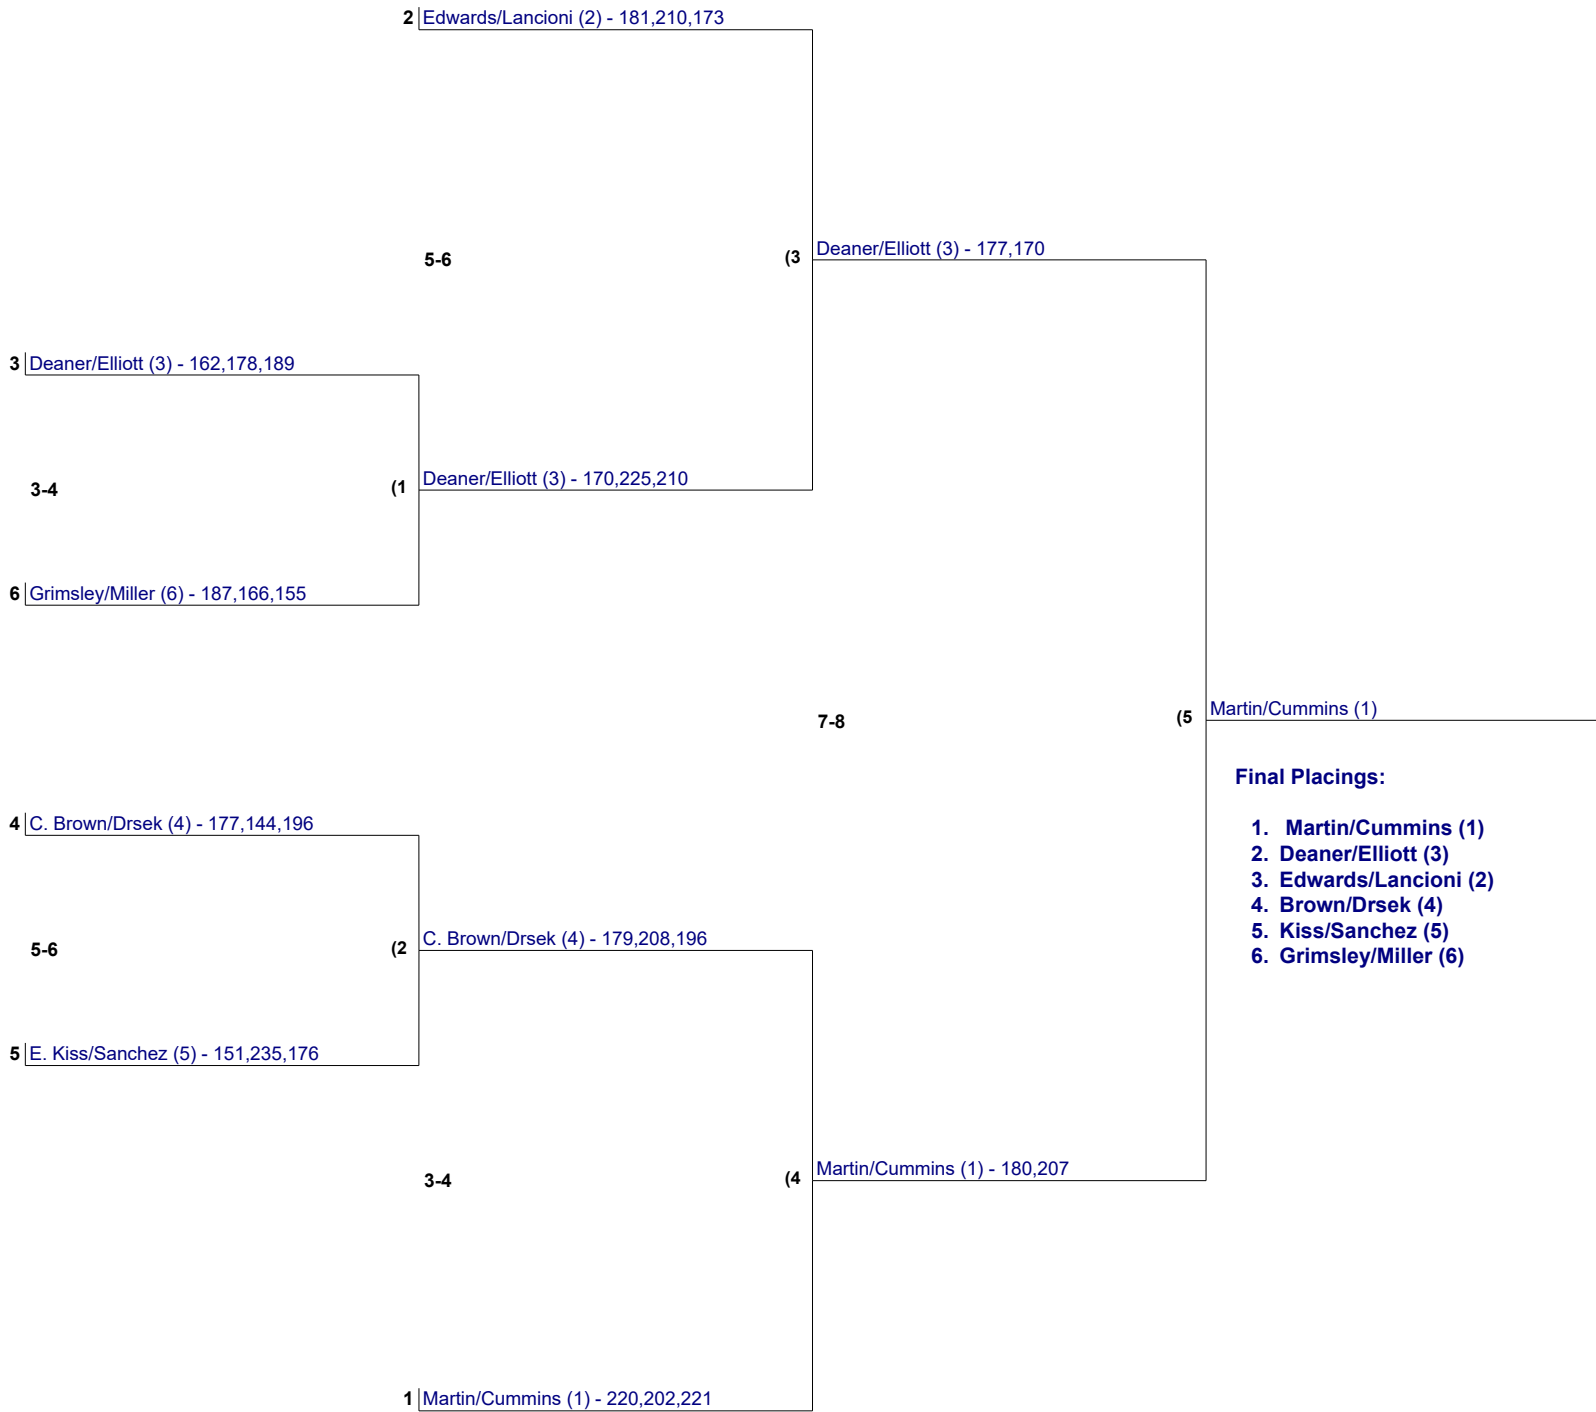 2 Edwards/Lancioni (2) - 181,210,173
5-6 (3 Deaner/Elliott (3) - 177,170
3 Deaner/Elliott (3) - 162,178,189
3-4 (1 Deaner/Elliott (3) - 170,225,210
6 Grimsley/Miller (6) - 187,166,155
7-8 (5 Martin/Cummins (1)
Final Placings:
1. Martin/Cummins (1)
2. Deaner/Elliott (3)
3. Edwards/Lancioni (2)
4. Brown/Drsek (4)
5. Kiss/Sanchez (5)
6. Grimsley/Miller (6)
4 C. Brown/Drsek (4) - 177,144,196
5-6 (2 C. Brown/Drsek (4) - 179,208,196
5 E. Kiss/Sanchez (5) - 151,235,176
3-4 (4 Martin/Cummins (1) - 180,207
1 Martin/Cummins (1) - 220,202,221